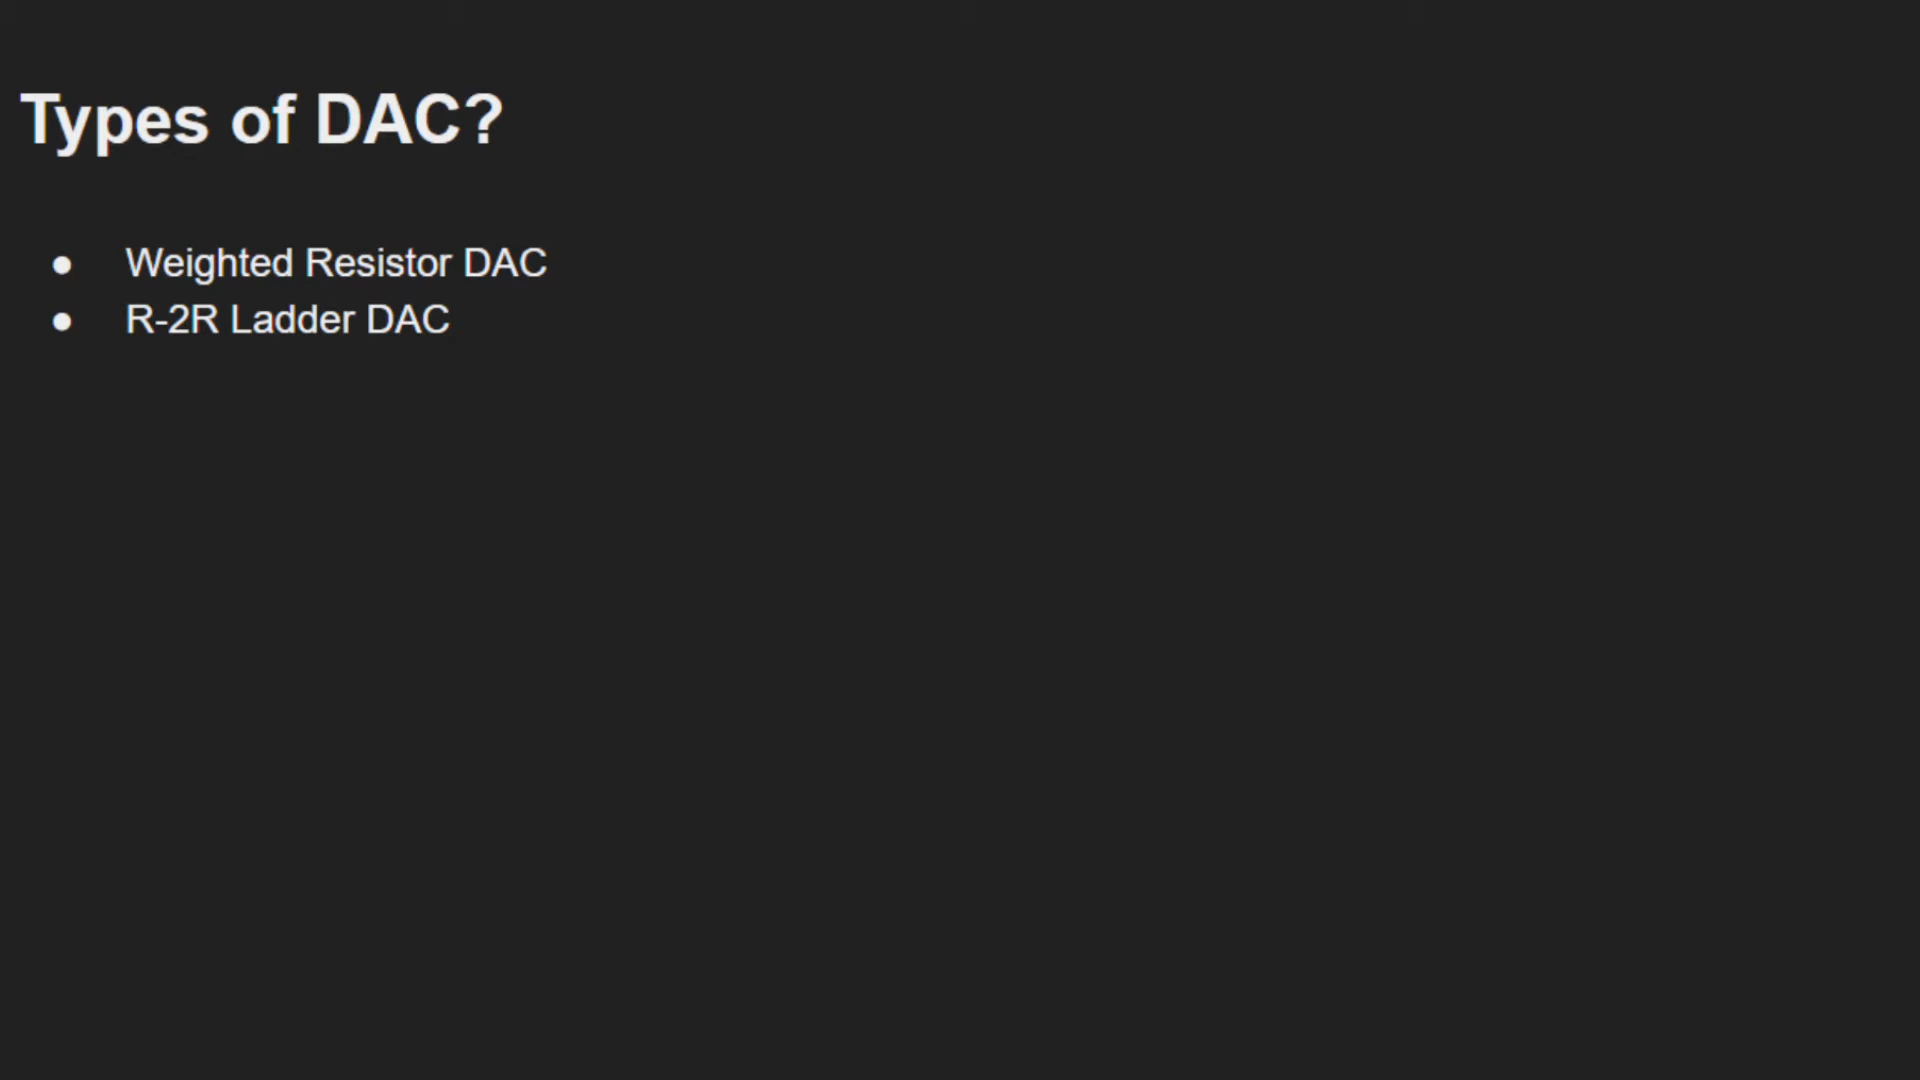 Types of DAC?
● Weighted Resistor DAC
● R-2R Ladder DAC